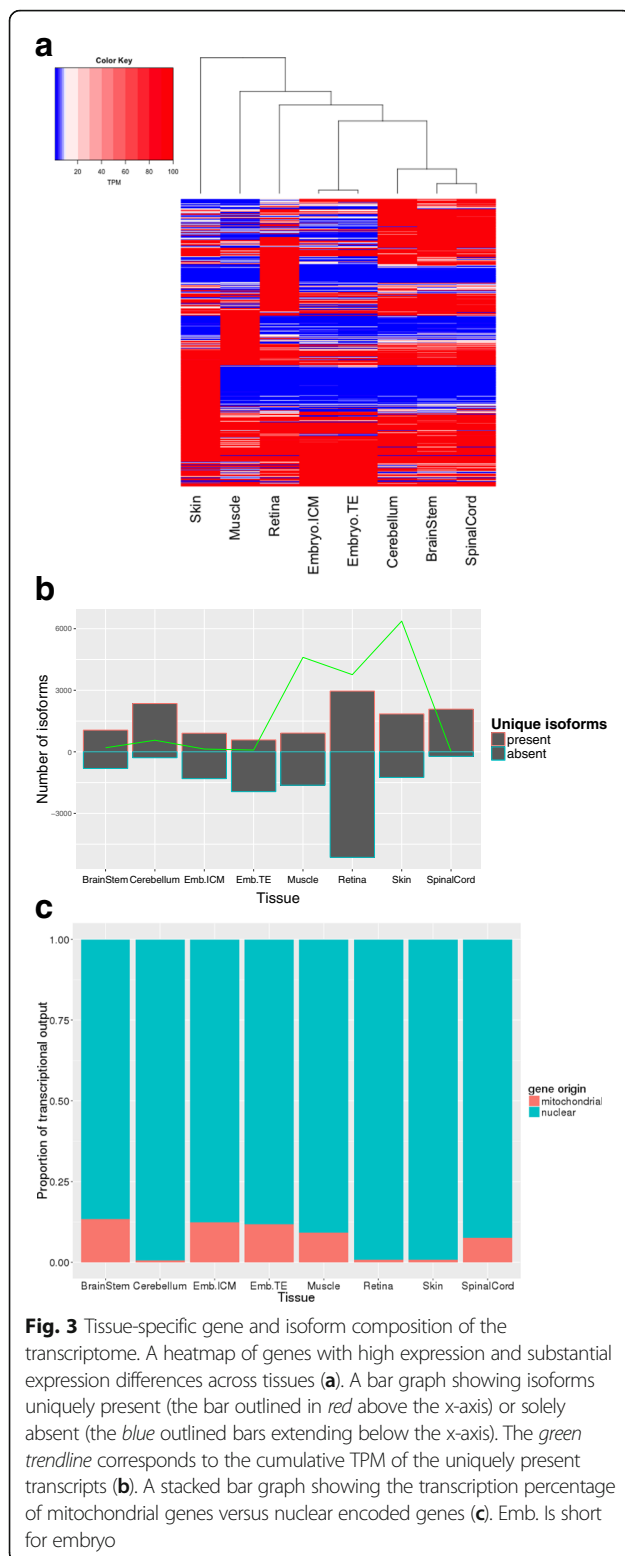 a
Color Key
20 40 60 80 100
TPM
Skin
Muscle
Retina
Embryo.ICM
Embryo.TE
Cerebellum
BrainStem
SpinalCord
b
Number of isoforms
6000
3000
0
−3000
BrainStem Cerebellum Emb.ICM Emb.TE Muscle Retina Skin SpinalCord
Tissue
Unique isoforms
present
absent
c
Proportion of transcriptional output
1.00
0.75
0.50
0.25
0.00
BrainStem Cerebellum Emb.ICM Emb.TE Muscle Retina Skin SpinalCord
Tissue
gene origin
mitochondrial
nuclear
Fig. 3 Tissue-specific gene and isoform composition of the
transcriptome. A heatmap of genes with high expression and substantial
expression differences across tissues (a). A bar graph showing isoforms
uniquely present (the bar outlined in red above the x-axis) or solely
absent (the blue outlined bars extending below the x-axis). The green
trendline corresponds to the cumulative TPM of the uniquely present
transcripts (b). A stacked bar graph showing the transcription percentage
of mitochondrial genes versus nuclear encoded genes (c). Emb. Is short
for embryo